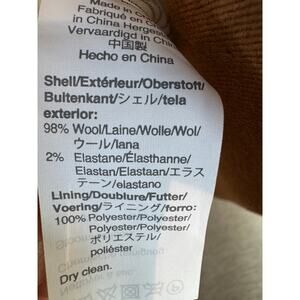 Made in C
Fabriqué en C
in China Herges
Vervaardigd in China
中国製
Hecho en China
Shell/Extérieur/Oberstoff/
Buitenkant/シェル/tela
exterior:
98% Wool/Laine/Wolle/Wol/
ウール/lana
2% Elastane/Élasthanne/
Elastan/Elastaan/エラス
テーン/elastano
Lining/Doublure/Futter/
Voering/ライニング/forro:
100% Polyester/Polyester/
Polyester/Polyester/
ポリエステル/
poliéster
Dry clean.